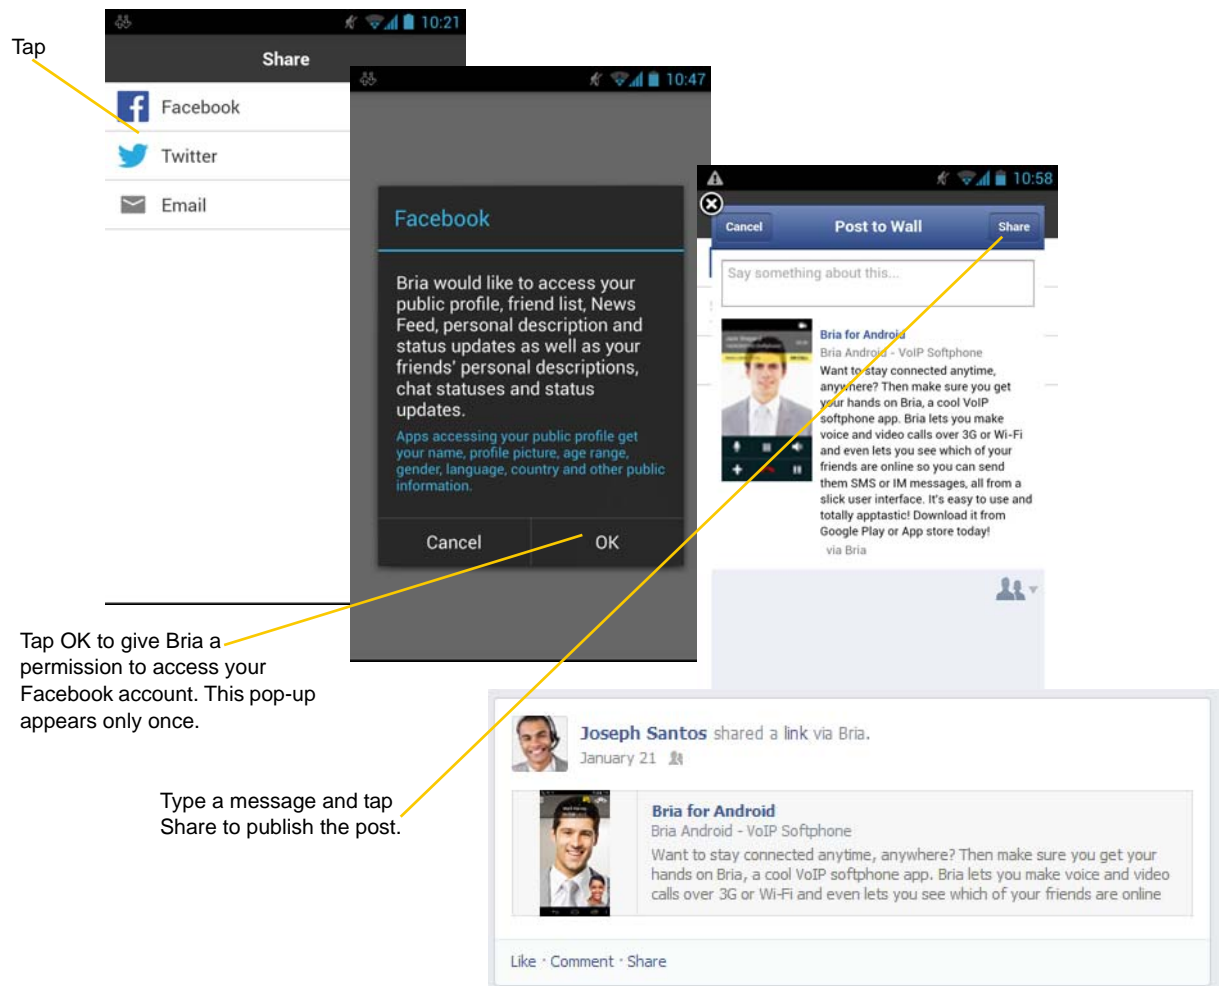 10:21
Tap
Share
Facebook
Twitter
Email
10:47
Facebook
Bria would like to access your
public profile, friend list, News
Feed, personal description and
status updates as well as your
friends' personal descriptions,
chat statuses and status
updates.
Apps accessing your public profile get
your name, profile picture, age range,
gender, language, country and other public
information.
Cancel
OK
10:58
Cancel
Post to Wall
Share
Say something about this...
Bria for Android
Bria Android - VoIP Softphone
Want to stay connected anytime,
anywhere? Then make sure you get
your hands on Bria, a cool VoIP
softphone app. Bria lets you make
voice and video calls over 3G or Wi-Fi
and even lets you see which of your
friends are online so you can send
them SMS or IM messages, all from a
slick user interface. It's easy to use and
totally apptastic! Download it from
Google Play or App store today!
via Bria
Tap OK to give Bria a
permission to access your
Facebook account. This pop-up
appears only once.
Type a message and tap
Share to publish the post.
Joseph Santos shared a link via Bria.
January 21
Bria for Android
Bria Android - VoIP Softphone
Want to stay connected anytime, anywhere? Then make sure you get your
hands on Bria, a cool VoIP softphone app. Bria lets you make voice and video
calls over 3G or Wi-Fi and even lets you see which of your friends are online
Like · Comment · Share